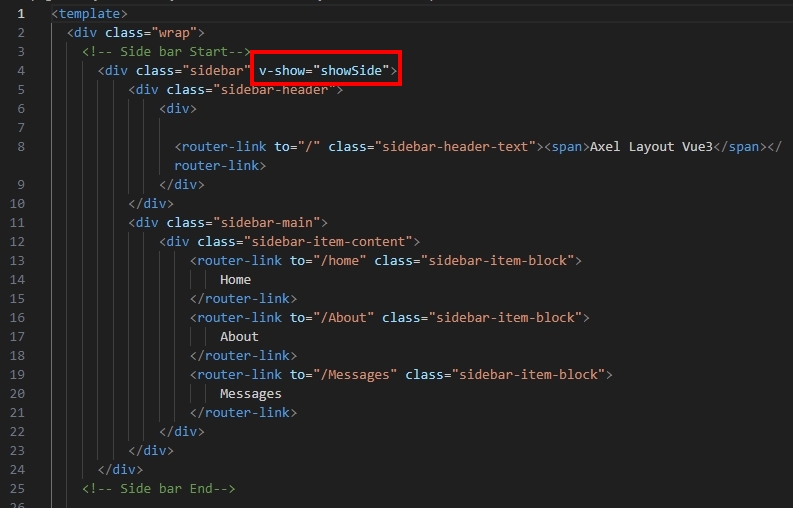 1 <template>
2 <div class="wrap">
3 <!-- Side bar Start-->
4 <div class="sidebar" v-show="showSide">
5 <div class="sidebar-header">
6 <div>
7
8 <router-link to="/" class="sidebar-header-text"><span>Axel Layout Vue3</span></
router-link>
9 </div>
10 </div>
11 <div class="sidebar-main">
12 <div class="sidebar-item-content">
13 <router-link to="/home" class="sidebar-item-block">
14 Home
15 </router-link>
16 <router-link to="/About" class="sidebar-item-block">
17 About
18 </router-link>
19 <router-link to="/Messages" class="sidebar-item-block">
20 Messages
21 </router-link>
22 </div>
23 </div>
24 </div>
25 <!-- Side bar End-->